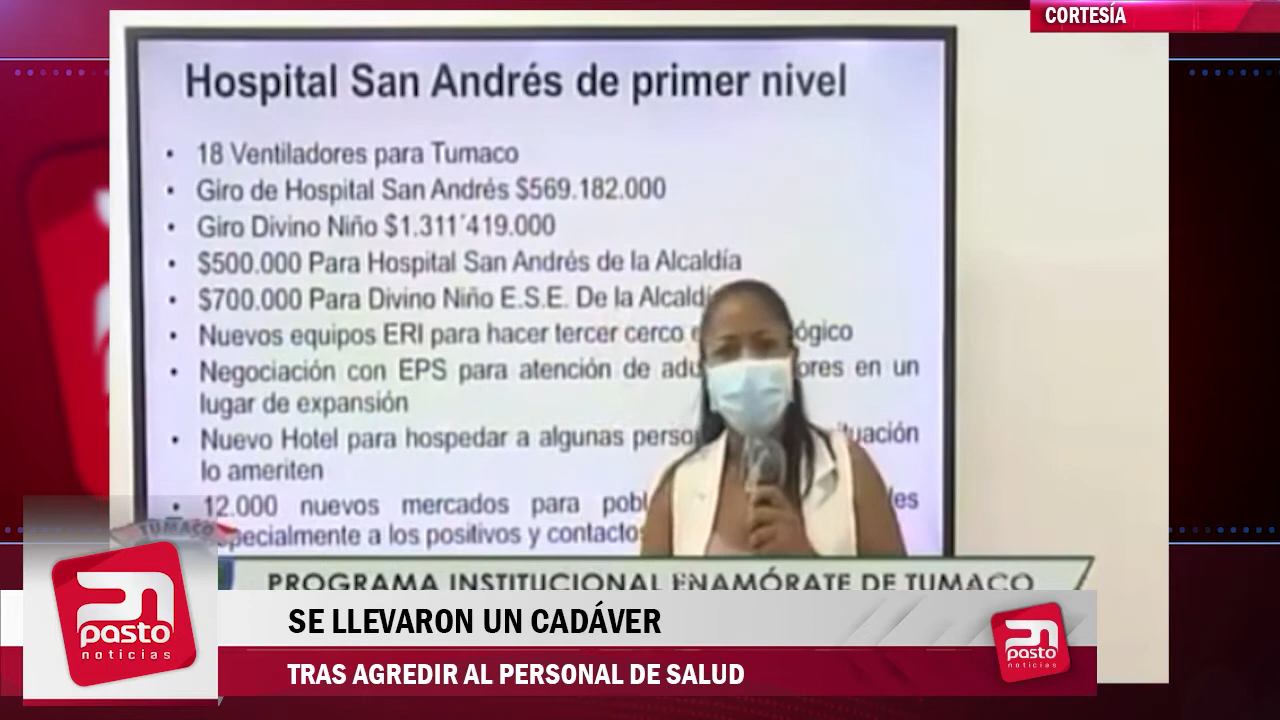 CORTESÍA
Hospital San Andrés de primer nivel
• 18 Ventiladores para Tumaco
• Giro de Hospital San Andrés $569.182.000
• Giro Divino Niño $1.311´419.000
• $500.000 Para Hospital San Andrés de la Alcaldía
• $700.000 Para Divino Niño E.S.E. De la Alcaldí
• Nuevos equipos ERI para hacer tercer cerco ógico
• Negociación con EPS para atención de adu ores en un
lugar de expansión
• Nuevo Hotel para hospedar a algunas perso ituación
lo ameriten
• 12.000 nuevos mercados para pobl les
pecialmente a los positivos y contactos
TUMACO
PROGRAMA INSTITUCIONAL ENAMÓRATE DE TUMACO
SE LLEVARON UN CADÁVER
TRAS AGREDIR AL PERSONAL DE SALUD
pasto
noticias
pasto
noticias